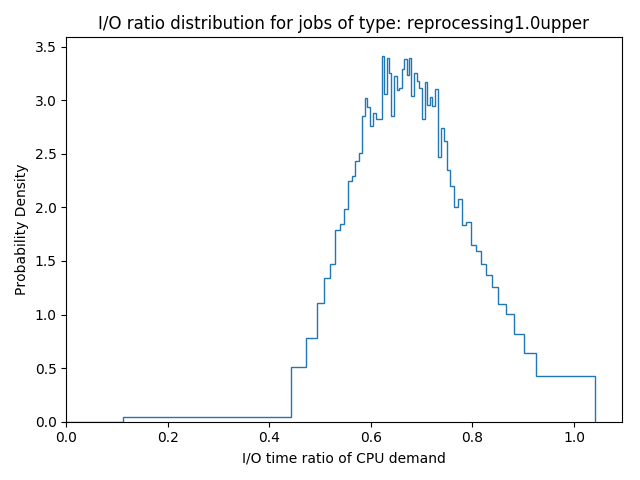 I/O ratio distribution for jobs of type: reprocessing1.0upper
3.5
3.0
2.5
2.0
1.5
1.0
0.5
0.0
Probability Density
0.0 0.2 0.4 0.6 0.8 1.0
I/O time ratio of CPU demand